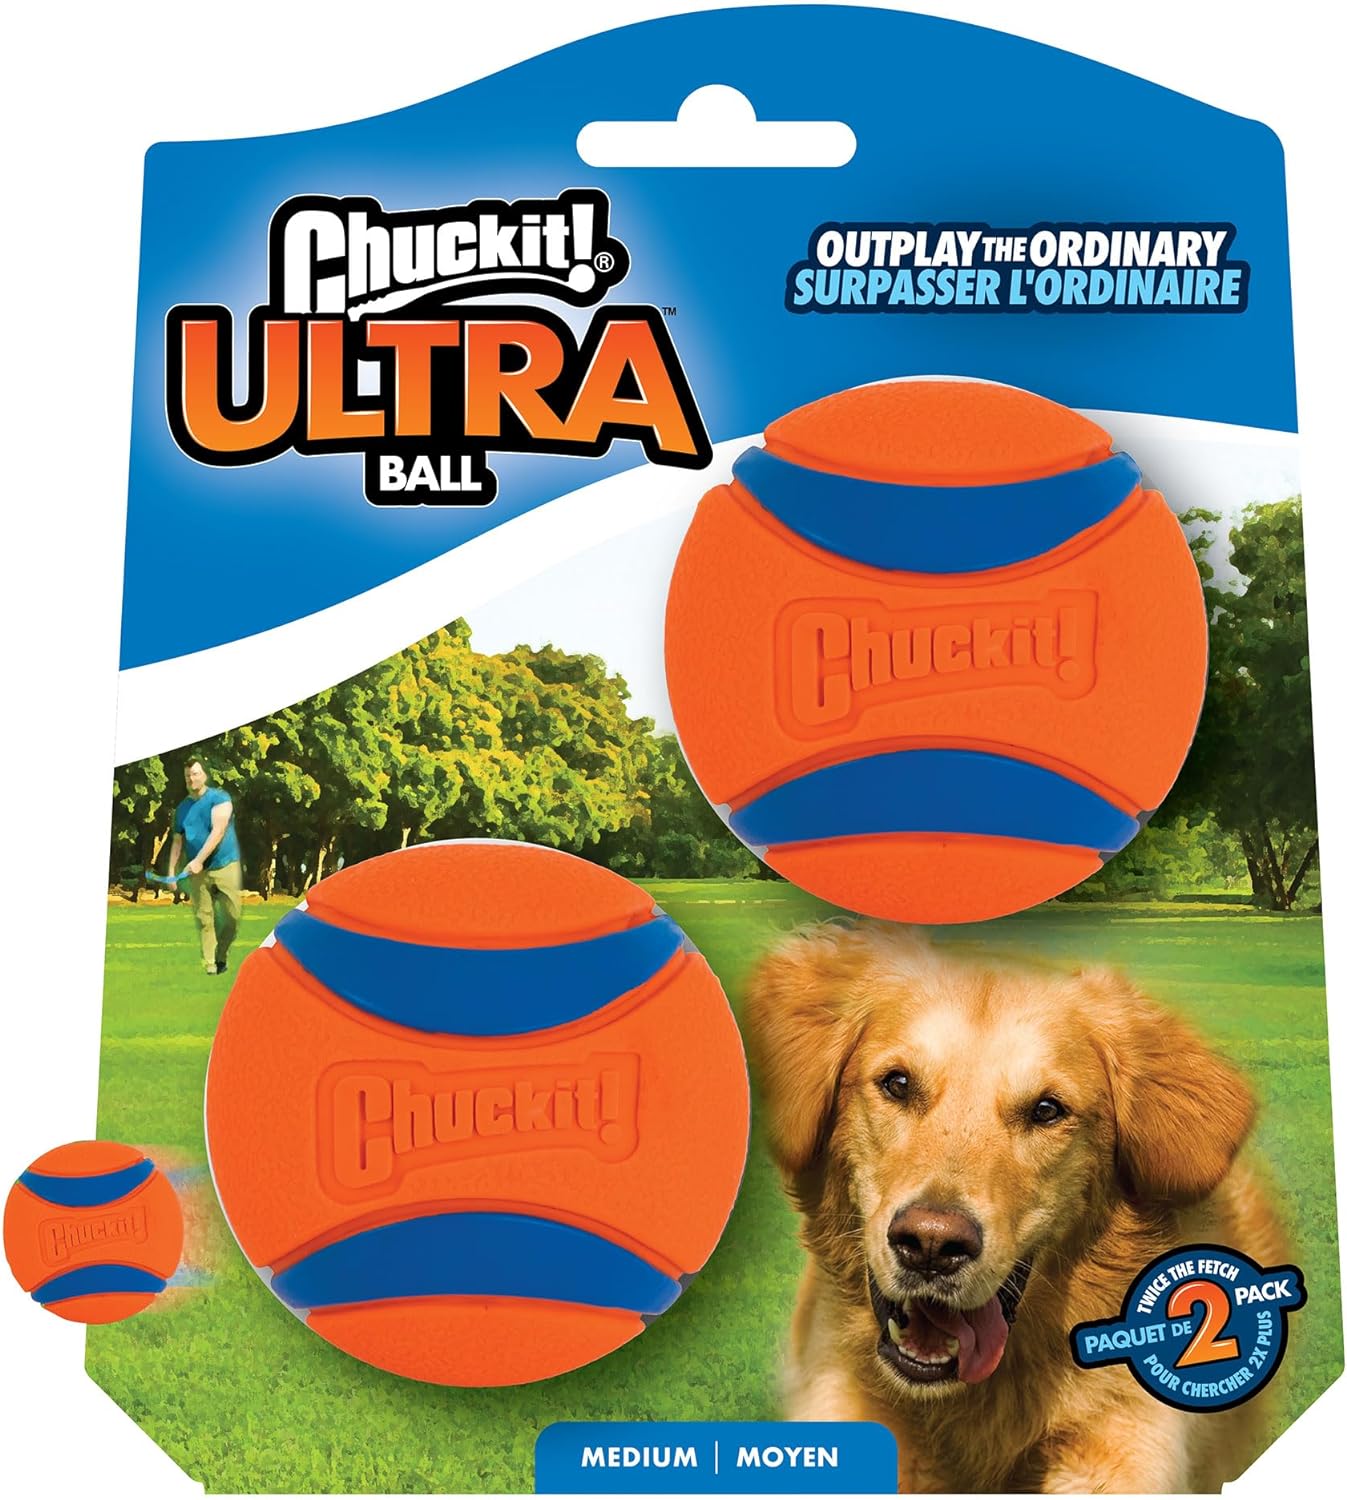 Chuckit!®
ULTRA™
BALL
OUTPLAY THE ORDINARY
SURPASSER L'ORDINAIRE
Chuckit!
Chuckit!
Chuckit!
TWICE THE FETCH
2 PACK
PAQUET DE 2
POUR CHERCHER 2X PLUS
MEDIUM | MOYEN